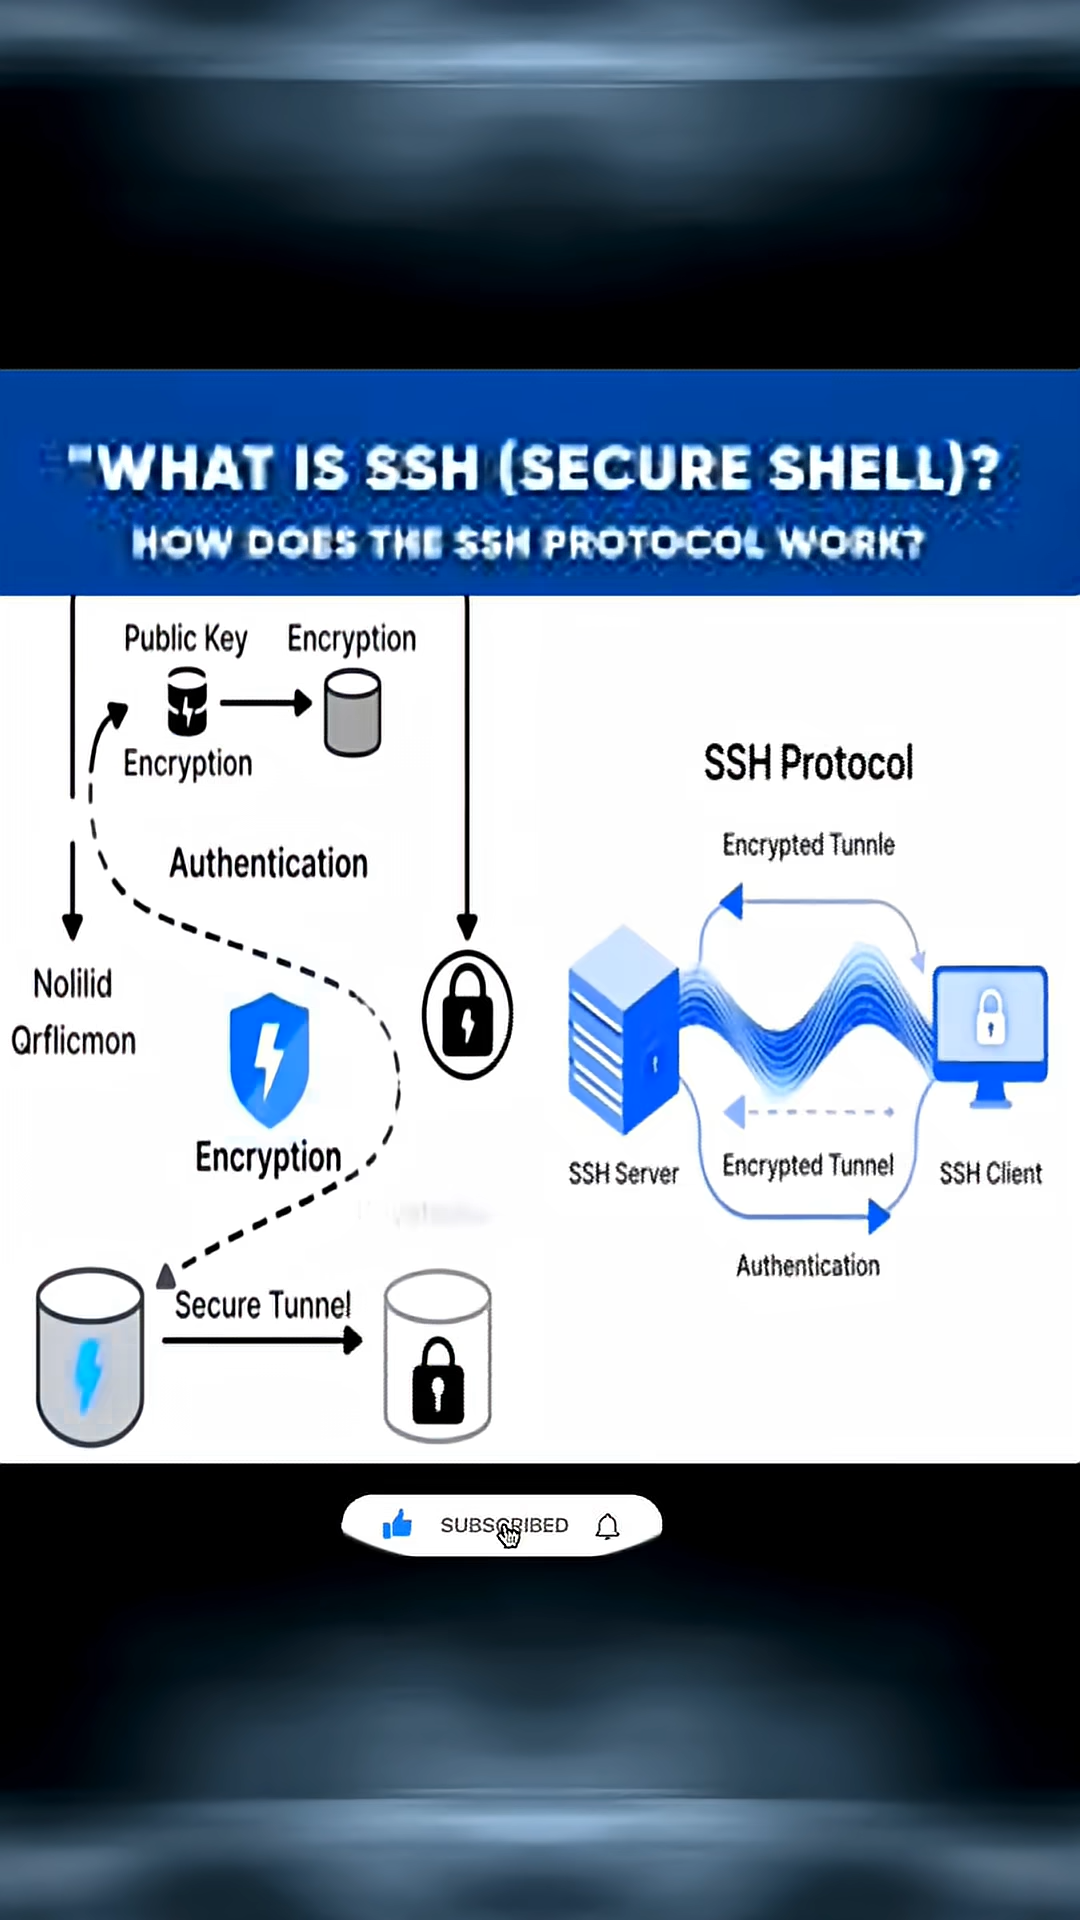 "WHAT IS SSH (SECURE SHELL)?
HOW DOES THE SSH PROTOCOL WORK?
Public Key
Encryption
Encryption
Authentication
Nolilid
Qrflicmon
Encryption
Secure Tunnel
SSH Protocol
Encrypted Tunnle
SSH Server
Encrypted Tunnel
SSH Client
Authentication
SUBSCRIBED